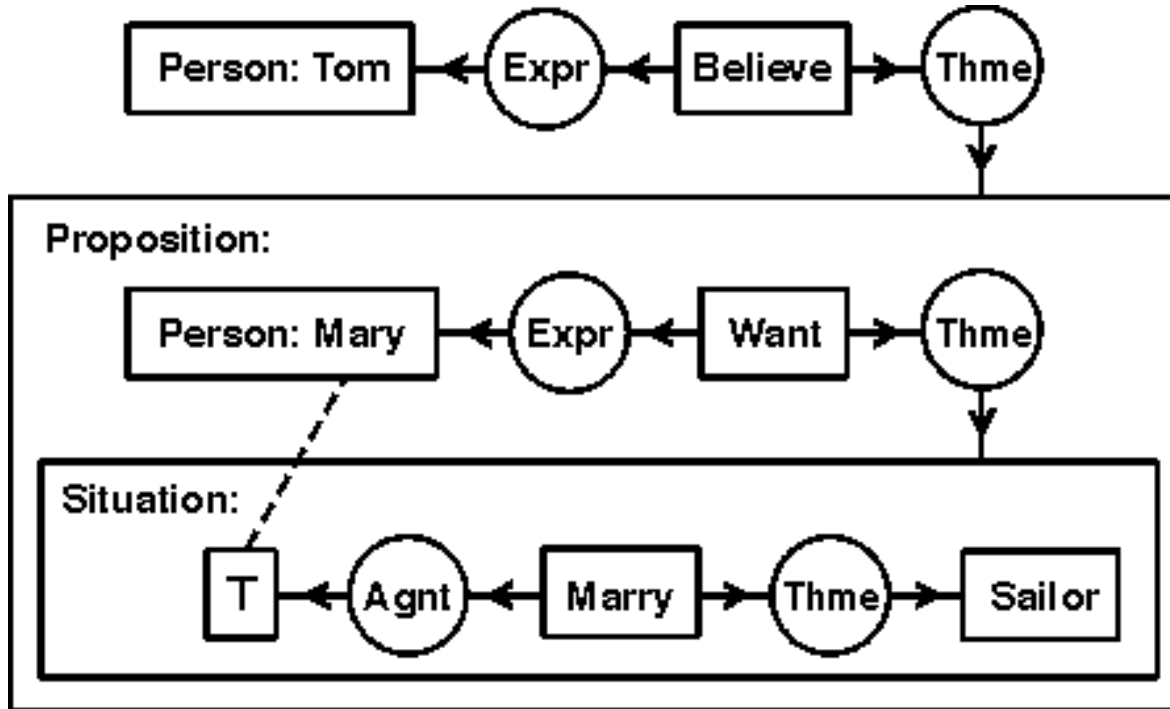 Person: Tom Expr Believe Thme
Proposition:
Person: Mary Expr Want Thme
Situation:
T Agnt Marry Thme Sailor